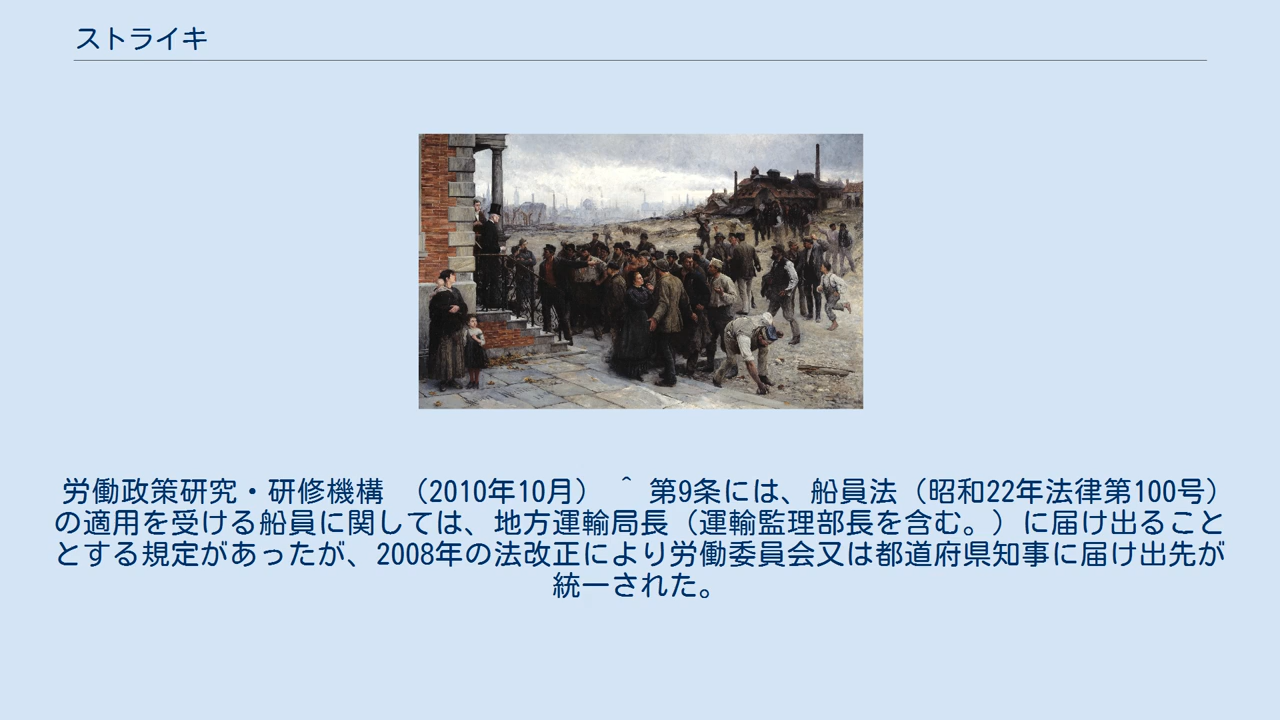 ストライキ
労働政策研究・研修機構 （2010年10月） ^ 第9条には、船員法（昭和22年法律第100号）
の適用を受ける船員に関しては、地方運輸局長（運輸監理部長を含む。）に届け出ること
とする規定があったが、2008年の法改正により労働委員会又は都道府県知事に届け出先が
統一された。